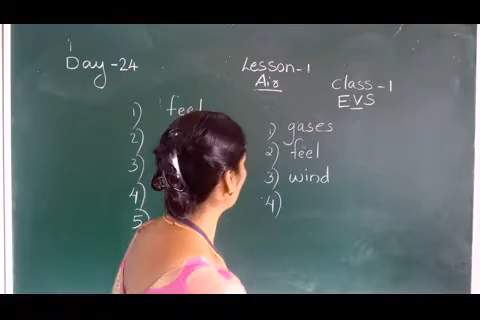 Day - 24
Lesson - 1
Air
Class - 1
EVS
1) feel
2)
3)
4)
5)
1) gases
2) feel
3) wind
4)